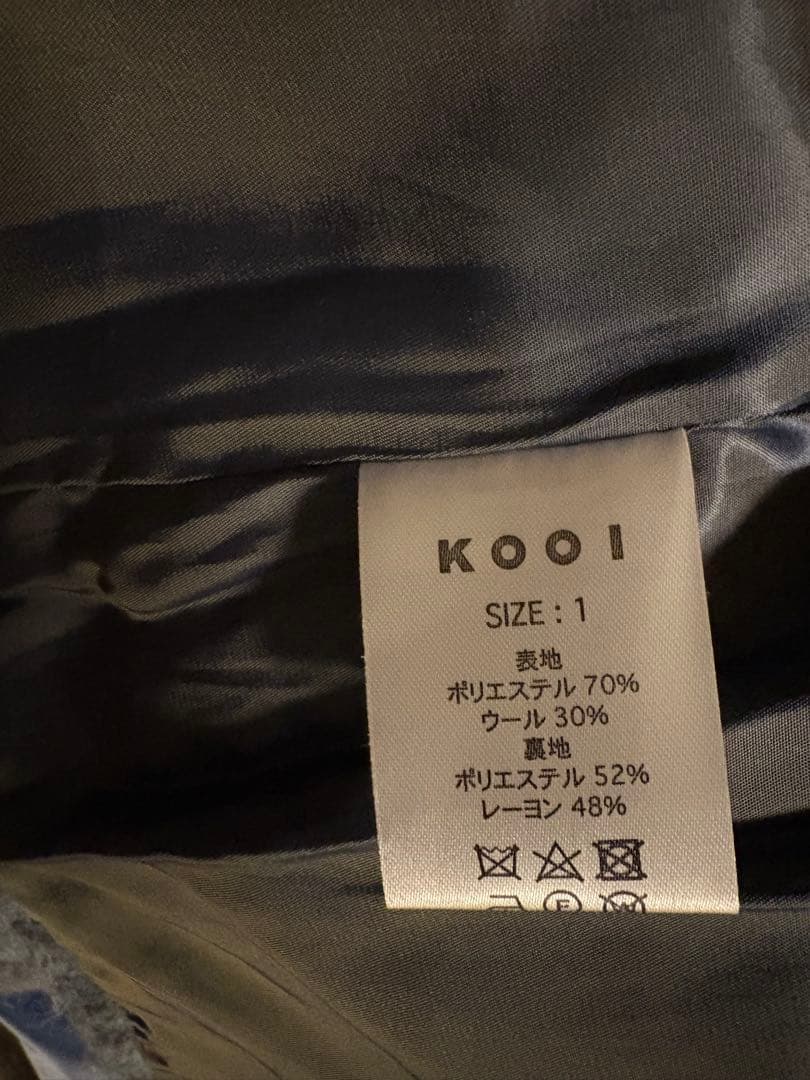 KOOI
SIZE : 1
表地
ポリエステル 70%
ウール 30%
裏地
ポリエステル 52%
レーヨン 48%